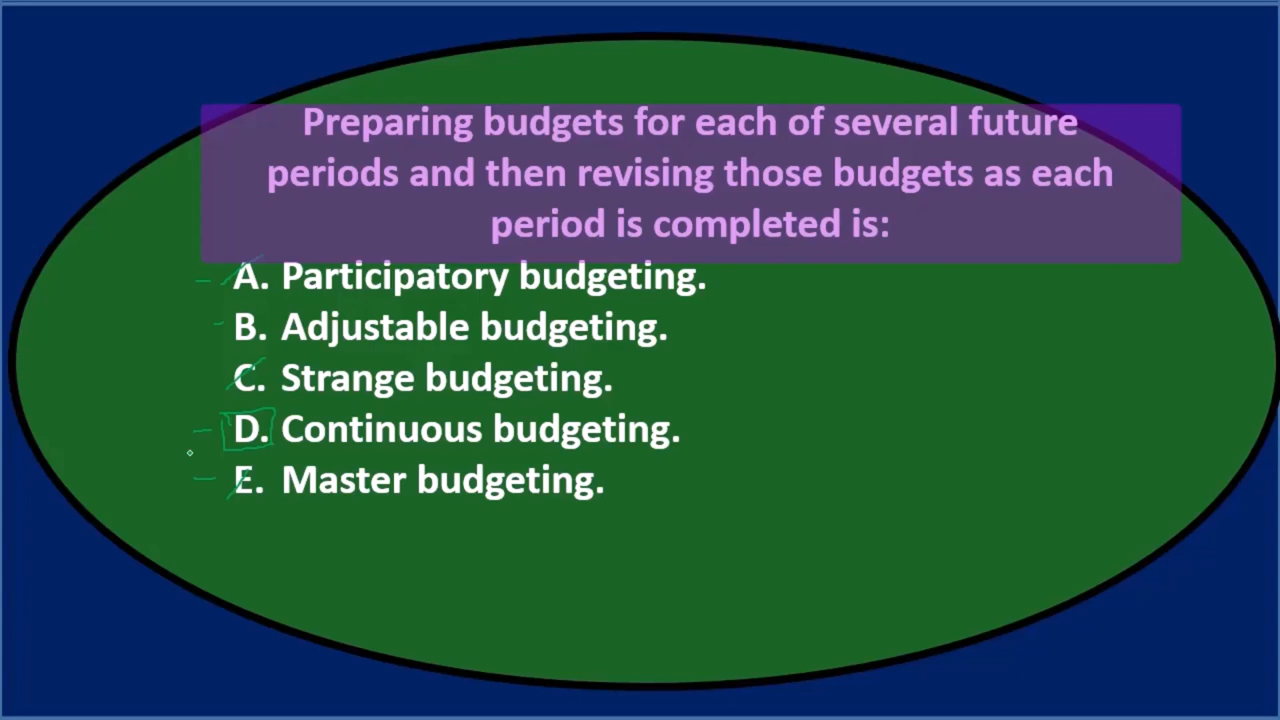 Preparing budgets for each of several future
periods and then revising those budgets as each
period is completed is:
A. Participatory budgeting.
B. Adjustable budgeting.
C. Strange budgeting.
D. Continuous budgeting.
E. Master budgeting.